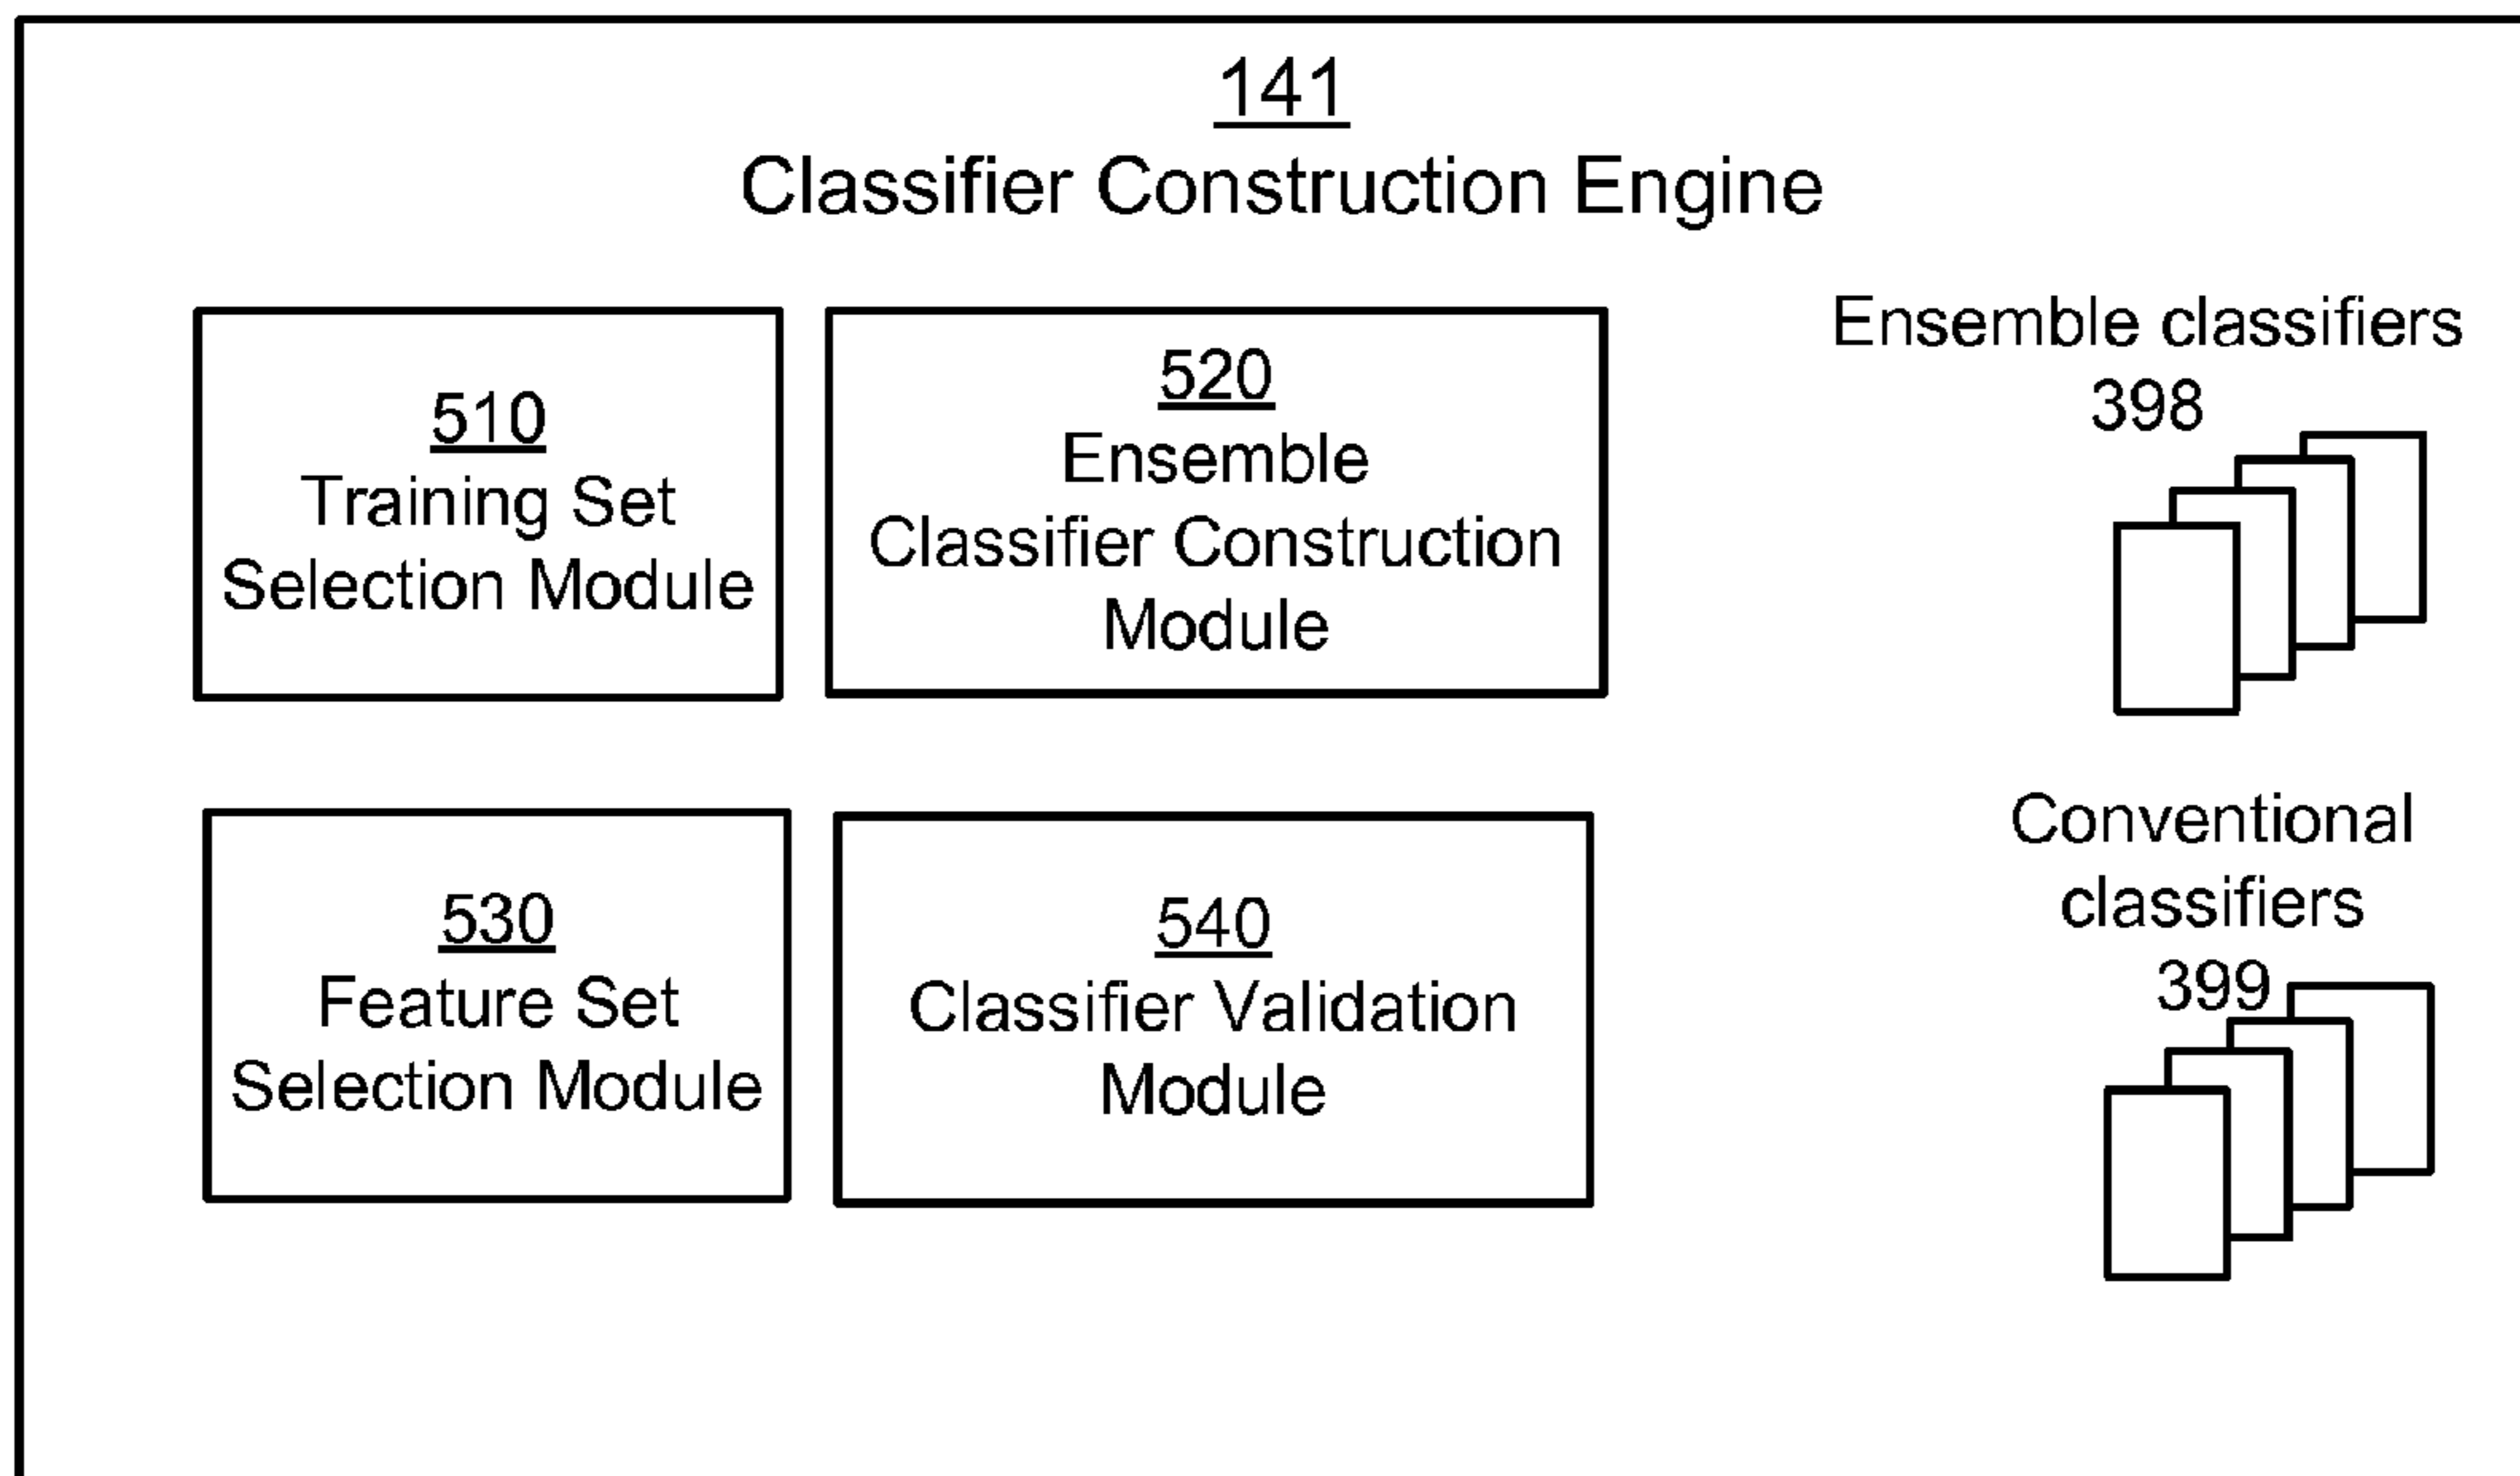 141
Classifier Construction Engine
510
Training Set
Selection Module
520
Ensemble
Classifier Construction
Module
Ensemble classifiers
398
530
Feature Set
Selection Module
540
Classifier Validation
Module
Conventional
classifiers
399